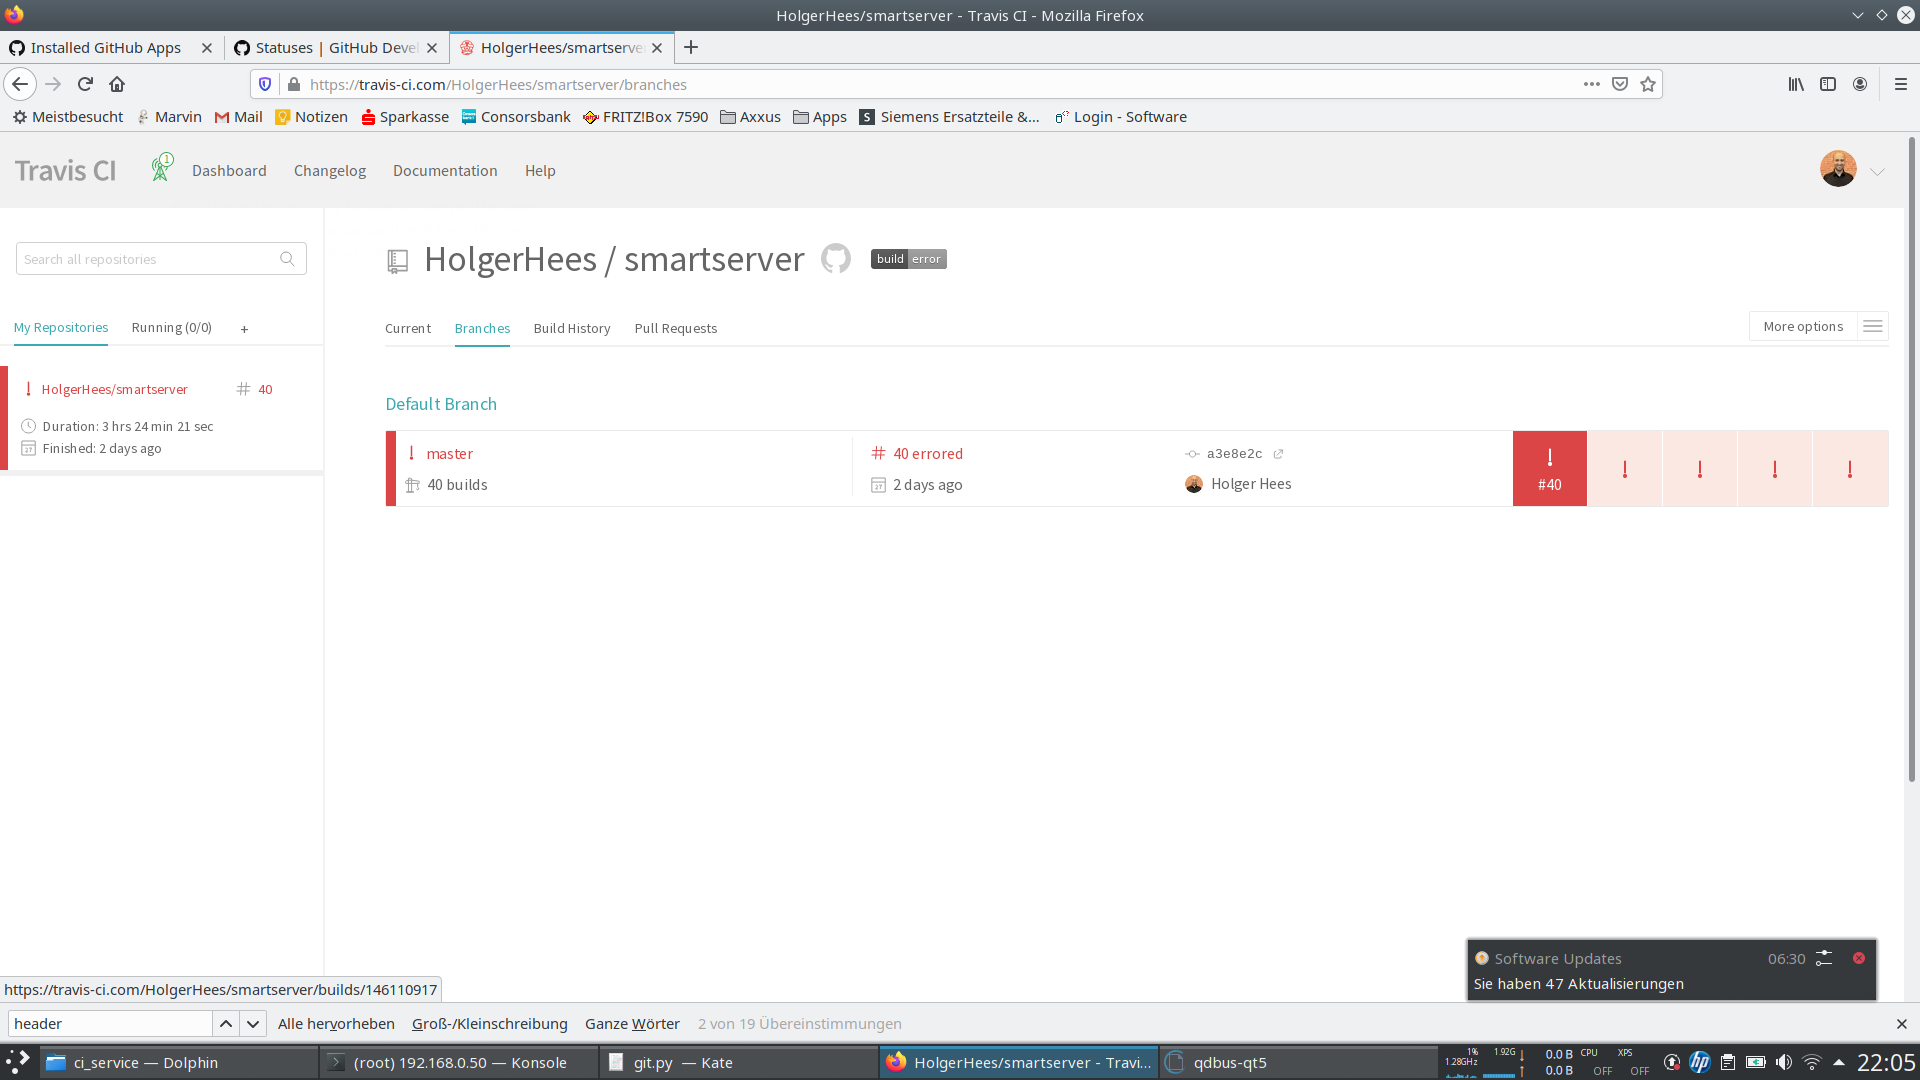 HolgerHees/smartserver - Travis CI - Mozilla Firefox
Installed GitHub Apps
Statuses | GitHub Deve
HolgerHees/smartserve
https://travis-ci.com/HolgerHees/smartserver/branches
Meistbesucht Marvin Mail Notizen Sparkasse Consorsbank FRITZ!Box 7590 Axxus Apps Siemens Ersatzteile &... Login - Software
Travis CI 1 Dashboard Changelog Documentation Help
Search all repositories
HolgerHees / smartserver build error
My Repositories Running (0/0) +
Current Branches Build History Pull Requests More options
HolgerHees/smartserver # 40
Duration: 3 hrs 24 min 21 sec
Finished: 2 days ago
Default Branch
! master # 40 errored a3e8e2c
40 builds 2 days ago Holger Hees
! #40 ! ! ! !
Software Updates 06:30
Sie haben 47 Aktualisierungen
https://travis-ci.com/HolgerHees/smartserver/builds/146110917
header Alle hervorheben Groß-/Kleinschreibung Ganze Wörter 2 von 19 Übereinstimmungen
ci_service — Dolphin (root) 192.168.0.50 — Konsole git.py — Kate HolgerHees/smartserver - Travi... qdbus-qt5
1% 1.92G 0.0 B CPU XPS
1.28GHz 0.0 B OFF OFF
22:05